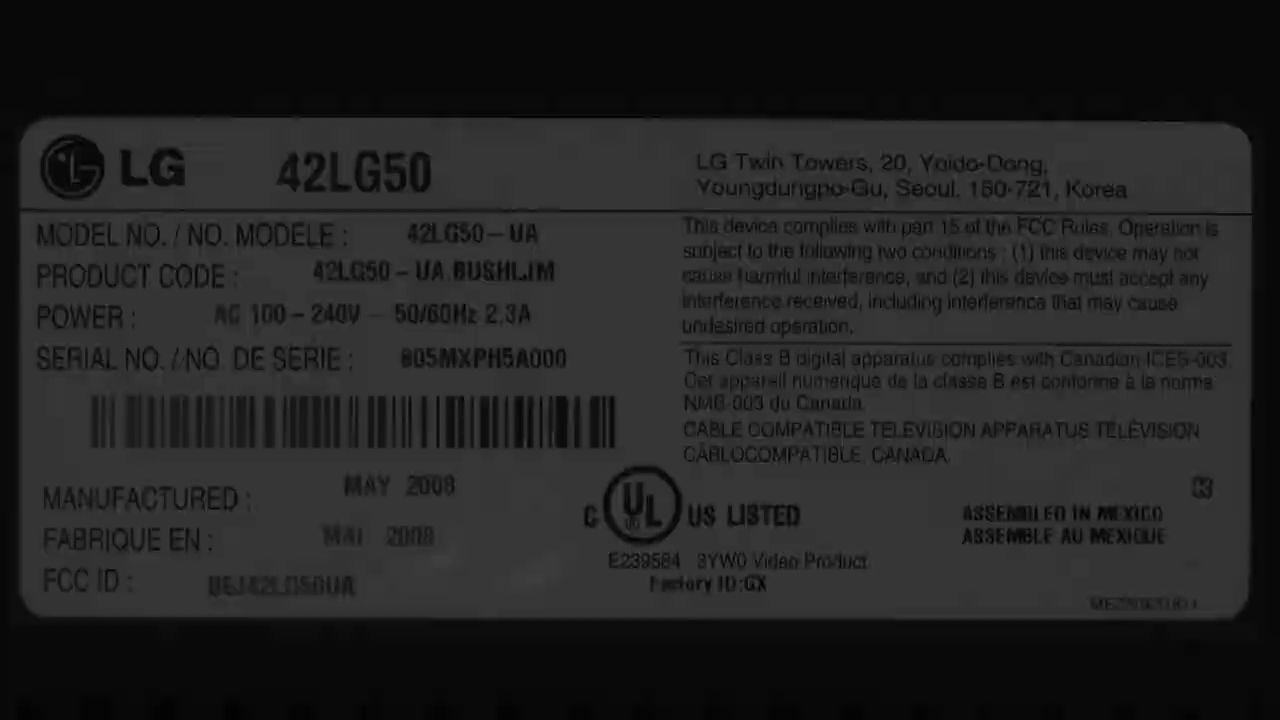 LG 42LG50
LG Twin Towers, 20, Yoido-Dong,
Youngdungpo-Gu, Seoul, 150-721, Korea
MODEL NO. / NO. MODELE : 42LG50-UA
PRODUCT CODE : 42LG50-UA.BUSHLJM
POWER : AC 100-240V 50/60Hz 2.3A
SERIAL NO. / NO. DE SERIE : 805MXPH5A000
MANUFACTURED : MAY 2008
FABRIQUE EN : MAI 2008
FCC ID :
This device complies with part 15 of the FCC Rules. Operation is
subject to the following two conditions : (1) this device may not
cause harmful interference, and (2) this device must accept any
interference received, including interference that may cause
undesired operation.
This Class B digital apparatus complies with Canadian ICES-003.
Cet appareil numérique de la classe B est conforme à la norme
NMB-003 du Canada.
CABLE COMPATIBLE TELEVISION APPARATUS TÉLÉVISION
CÂBLOCOMPATIBLE, CANADA
C UL US LISTED
E239584 3YW0 Video Product
Factory ID:GX
K
ASSEMBLED IN MEXICO
ASSEMBLE AU MEXIQUE